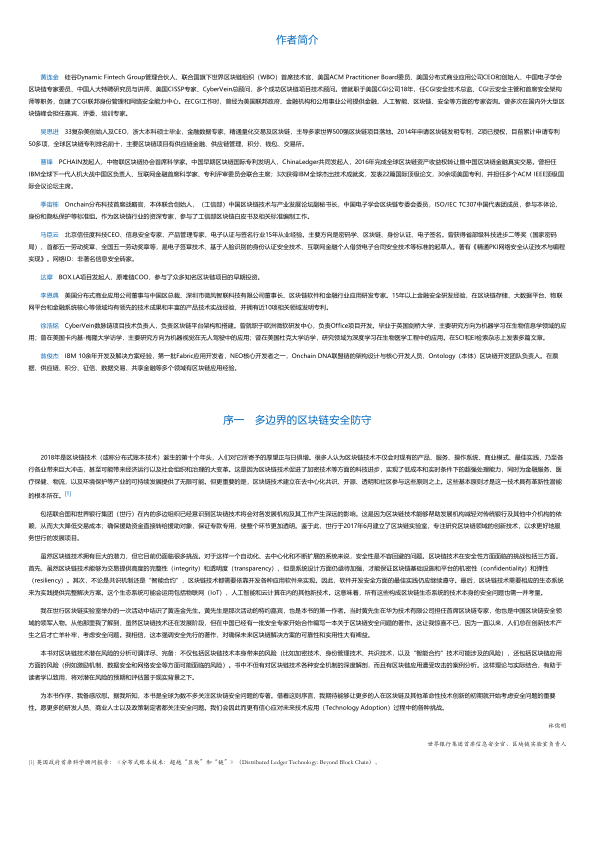 作者简介
黄连金 硅谷Dynamic Fintech Group管理合伙人、联合国旗下世界区块链组织（WBO）首席技术官、美国ACM Practitioner Board委员、美国分布式商业应用公司CEO和创始人、中国电子学会
区块链专家委员、中国人大特聘研究员与讲师、美国CISSP专家、CyberVein总顾问、多个成功区块链项目技术顾问。曾就职于美国CGI公司18年，任CGI安全技术总监、CGI云安全主管和首席安全架构
师等职务，创建了CGI联邦身份管理和网络安全能力中心。在CGI工作时，曾经为美国联邦政府、金融机构和公用事业公司提供金融、人工智能、区块链、安全等方面的专家咨询。曾多次在国内外大型区
块链峰会担任嘉宾、评委、培训专家。
吴思进 33复杂美创始人及CEO，浙大本科硕士毕业，金融数据专家，精通量化交易及区块链，主导多家世界500强区块链项目落地。2014年申请区块链发明专利，2项已授权，目前累计申请专利
50多项，全球区块链专利排名前十，主要区块链项目有供应链金融、供应链管理、积分、钱包、交易所。
曹锋 PCHAIN发起人，中物联区块链协会首席科学家。中国早期区块链国际专利发明人，ChinaLedger共同发起人，2016年完成全球区块链资产收益权转让暨中国区块链金融真实交易，曾担任
IBM全球下一代人机大战中国区负责人、互联网金融首席科学家、专利评审委员会联合主席；3次获得IBM全球杰出技术成就奖，发表22篇国际顶级论文，30余项美国专利，并担任多个ACM IEEE顶级国
际会议论坛主席。
季宙栋 Onchain分布科技首席战略官，本体联合创始人，（工信部）中国区块链技术与产业发展论坛副秘书长，中国电子学会区块链专委会委员，ISO/IEC TC307中国代表团成员，参与本体论、
身份和隐私保护等标准组。作为区块链行业的资深专家，参与了工信部区块链白皮书及相关标准编制工作。
马臣云 北京信任度科技CEO，信息安全专家、产品管理专家，电子认证与签名行业15年从业经验。主要方向是密码学、区块链、身份认证、电子签名。曾获得省部级科技进步二等奖（国家密码
局）、首都五一劳动奖章、全国五一劳动奖章等，是电子签章技术、基于人脸识别的身份认证安全技术、互联网金融个人借贷电子合同安全技术等标准的起草人。著有《精通PKI网络安全认证技术与编程
实现》。网络ID：非著名信息安全砖家。
达摩 BOX.LA项目发起人，原难链COO，参与了众多知名区块链项目的早期投资。
李恩典 美国分布式商业应用公司董事与中国区总裁，深圳市微风智联科技有限公司董事长，区块链软件和金融行业应用研发专家。15年以上金融安全研发经验，在区块链存储、大数据平台、物联
网平台和金融系统核心等领域均有领先的技术成果和丰富的产品技术实战经验，并拥有近10项相关领域发明专利。
徐浩铭 CyberVein数脉链项目技术负责人，负责区块链平台架构和搭建。曾就职于欧洲微软研发中心，负责Office项目开发。毕业于英国剑桥大学，主要研究方向为机器学习在生物信息学领域的应
用；曾在美国卡内基·梅隆大学访学，主要研究方向为机器视觉在无人驾驶中的应用；曾在美国杜克大学访学，研究领域为深度学习在生物医学工程中的应用。在SCI和EI检索杂志上发表多篇文章。
翁俊杰 IBM 10余年开发及解决方案经验，第一批Fabric应用开发者，NEO核心开发者之一，Onchain DNA联盟链的架构设计与核心开发人员，Ontology（本体）区块链开发团队负责人。在票
据、供应链、积分、征信、数据交易、共享金融等多个领域有区块链应用经验。
序一 多边界的区块链安全防守
2018年是区块链技术（或称分布式账本技术）诞生的第十个年头，人们对它所寄予的厚望正与日俱增。很多人认为区块链技术不仅会对现有的产品、服务、操作系统、商业模式、最佳实践，乃至各
行各业带来巨大冲击，甚至可能带来经济运行以及社会组织和治理的大变革。这是因为区块链技术促进了加密技术等方面的科技进步，实现了低成本和实时条件下的超强处理能力，同时为金融服务、医
疗保健、物流，以及环境保护等产业的可持续发展提供了无限可能。但更重要的是，区块链技术建立在去中心化共识、开源、透明和社区参与这些原则之上。这些基本原则才是这一技术具有革新性潜能
的根本所在。[1]
包括联合国和世界银行集团（世行）在内的多边组织已经意识到区块链技术将会对各发展机构及其工作产生深远的影响。这是因为区块链技术能够帮助发展机构减轻对传统银行及其他中介机构的依
赖，从而大大降低交易成本；确保援助资金直接转给援助对象，保证专款专用，使整个环节更加透明。鉴于此，世行于2017年6月建立了区块链实验室，专注研究区块链领域的创新技术，以求更好地服
务世行的发展项目。
虽然区块链技术拥有巨大的潜力，但它目前仍面临很多挑战。对于这样一个自动化、去中心化和不断扩展的系统来说，安全性是不容回避的问题。区块链技术在安全性方面面临的挑战包括三方面。
首先，虽然区块链技术能够为交易提供高度的完整性（integrity）和透明度（transparency），但是系统设计方面仍亟待加强，才能保证区块链基础设施和平台的机密性（confidentiality）和弹性
（resiliency）。其次，不论是共识机制还是“智能合约”，区块链技术都需要依靠开发各种应用软件来实现。因此，软件开发安全方面的最佳实践仍应继续遵守。最后，区块链技术需要相应的生态系统
来为实践提供完整解决方案。这个生态系统可能会运用包括物联网（IoT）、人工智能和云计算在内的其他新技术。这意味着，所有这些构成区块链生态系统的技术本身的安全问题也需一并考量。
我在世行区块链实验室举办的一次活动中结识了黄连金先生。黄先生是那次活动的特约嘉宾，也是本书的第一作者。当时黄先生在华为技术有限公司担任首席区块链专家，他也是中国区块链安全领
域的领军人物。从他那里我了解到，虽然区块链技术还在发展阶段，但在中国已经有一批安全专家开始合作编写一本关于区块链安全问题的著作。这让我惊喜不已，因为一直以来，人们总在创新技术产
生之后才亡羊补牢，考虑安全问题。我相信，这本强调安全先行的著作，对确保未来区块链解决方案的可靠性和实用性大有裨益。
本书对区块链技术潜在风险的分析可谓详尽、完备：不仅包括区块链技术本身带来的风险（比如加密技术、身份管理技术、共识技术，以及“智能合约”技术可能涉及的风险），还包括区块链应用
方面的风险（例如激励机制、数据安全和网络安全等方面可能面临的风险）。书中不但有对区块链技术各种安全机制的深度解剖，而且有区块链应用遭受攻击的案例分析。这样理论与实际结合，有助于
读者学以致用，将对潜在风险的预期和评估置于现实背景之下。
为本书作序，我备感欣慰。据我所知，本书是全球为数不多关注区块链安全问题的专著。借着这则序言，我期待能够让更多的人在区块链及其他革命性技术创新的初期就开始考虑安全问题的重要
性。愿更多的研发人员、商业人士以及政策制定者都关注安全问题。我们会因此而更有信心应对未来技术应用（Technology Adoption）过程中的各种挑战。
世界银行集团首席信息安全官、区块链实验室负责人
[1] 英国政府首席科学顾问报告：《分布式账本技术：超越“区块”和“链”》（Distributed Ledger Technology: Beyond Block Chain）。